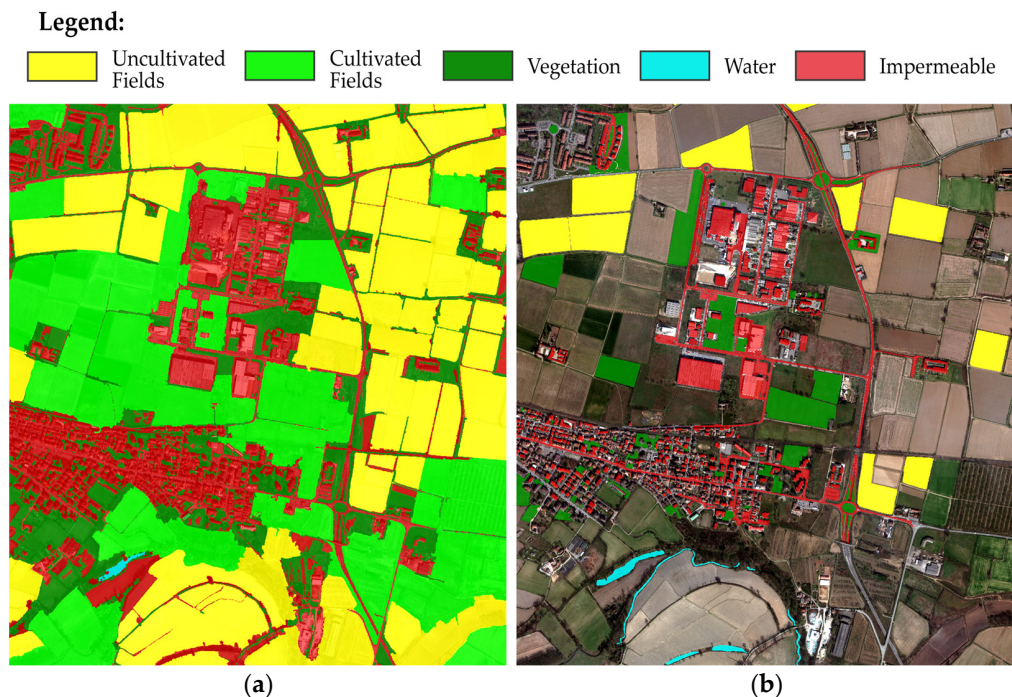 Legend:
Uncultivated
Fields
Cultivated
Fields
Vegetation
Water
Impermeable
(a)
(b)